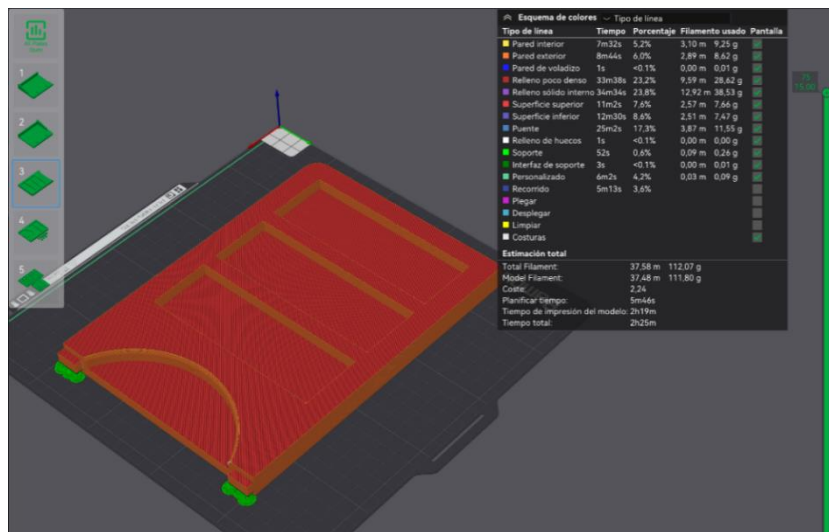 Esquema de colores Tipo de línea
Tipo de línea Tiempo Porcentaje Filamento usado Pantalla
Pared interior 7m32s 5,2% 3,10 m 9,25 g
Pared exterior 8m44s 6,0% 2,89 m 8,62 g
Pared de voladizo 1s <0.1% 0,00 m 0,01 g
Relleno poco denso 33m38s 23,2% 9,59 m 28,62 g
Relleno sólido interno 34m34s 23,8% 12,92 m 38,53 g
Superficie superior 11m2s 7,6% 2,57 m 7,66 g
Superficie inferior 12m30s 8,6% 2,51 m 7,47 g
Puente 25m2s 17,3% 3,87 m 11,55 g
Relleno de huecos 1s <0.1% 0,00 m 0,00 g
Soporte 52s 0,6% 0,09 m 0,26 g
Interfaz de soporte 3s <0.1% 0,00 m 0,01 g
Personalizado 6m2s 4,2% 0,03 m 0,09 g
Recorrido 5m13s 3,6%
Plegar
Desplegar
Limpiar
Costuras
Estimación total
Total Filament: 37,58 m 112,07 g
Model Filament: 37,48 m 111,80 g
Coste: 2,24
Planificar tiempo: 5m46s
Tiempo de impresión del modelo: 2h19m
Tiempo total: 2h25m
75
15.00
1
2
3
4
5